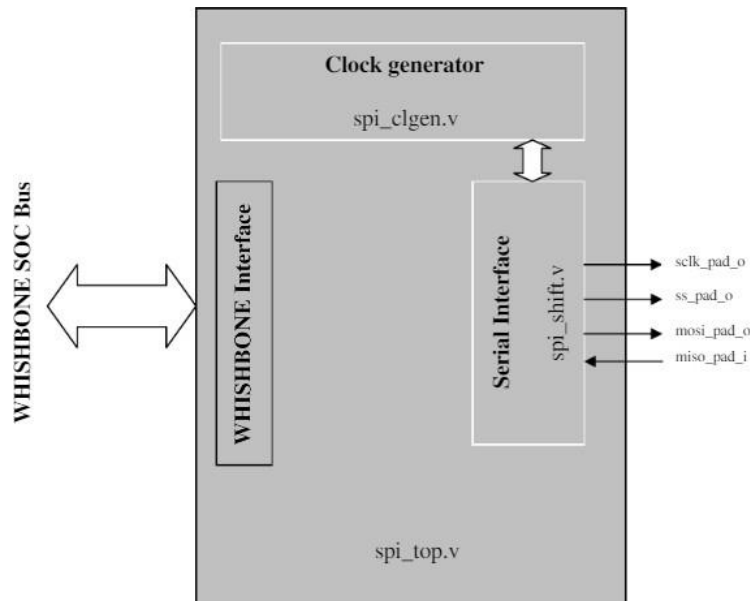 Clock generator
spi_clgen.v
WHISHBONE SOC Bus
WHISHBONE Interface
Serial Interface
spi_shift.v
sclk_pad_o
ss_pad_o
mosi_pad_o
miso_pad_i
spi_top.v